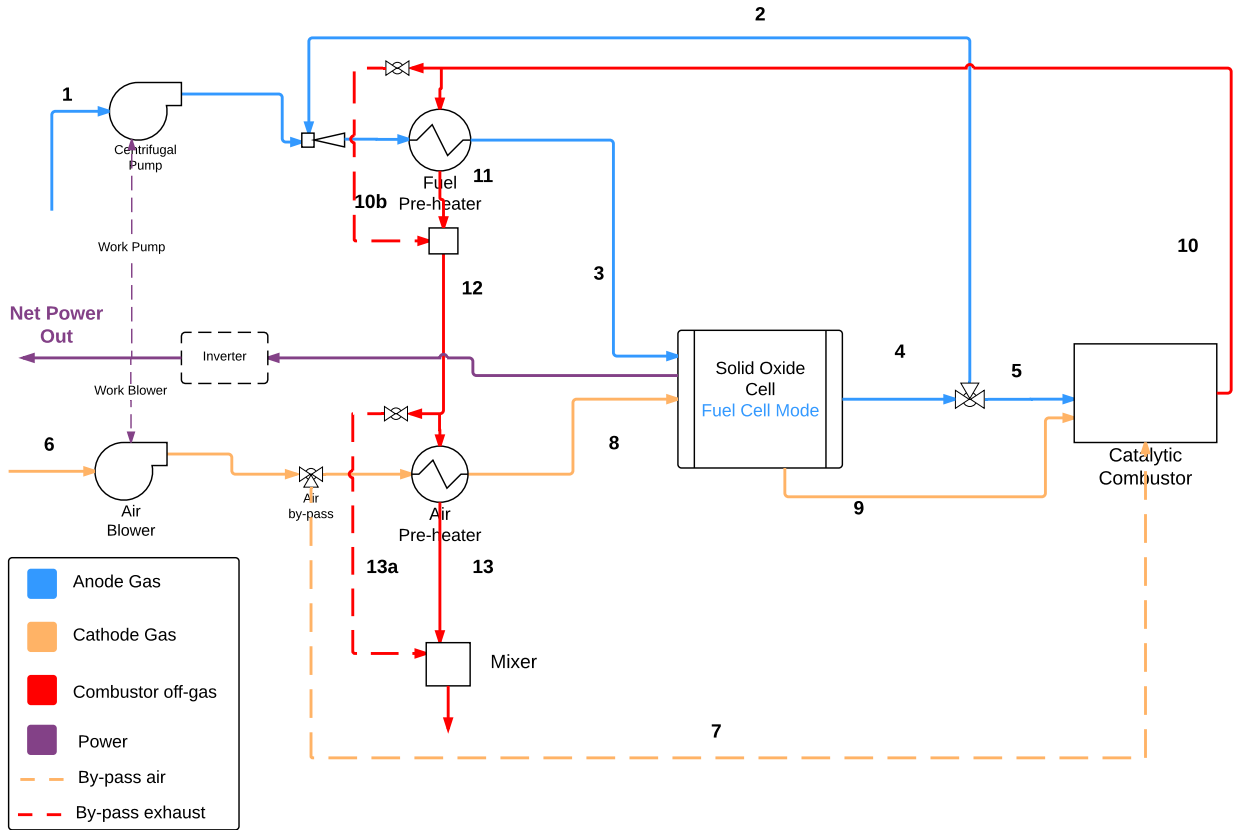 2
1
Centrifugal
Pump
Fuel
Pre-heater
11
10b
10
Work Pump
12
3
Net Power
Out
Inverter
Solid Oxide
Cell
Fuel Cell Mode
4
5
Work Blower
6
8
Catalytic
Combustor
Air
by-pass
Air
Blower
Air
Pre-heater
9
13a
13
Anode Gas
Cathode Gas
Mixer
Combustor off-gas
Power
7
By-pass air
By-pass exhaust